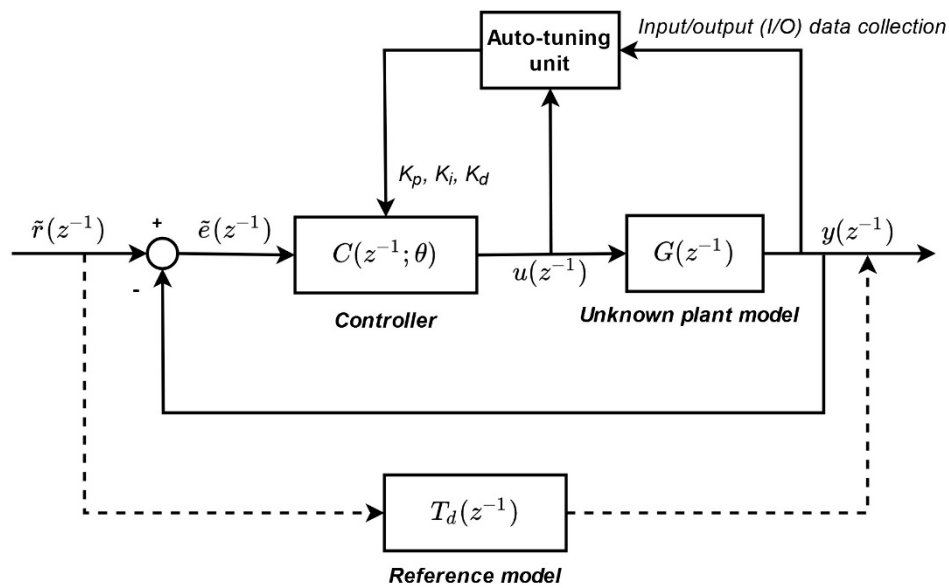 Auto-tuning
unit
Input/output (I/O) data collection
K_p, K_i, K_d
r̃(z⁻¹)
+
ẽ(z⁻¹)
C(z⁻¹; θ)
u(z⁻¹)
G(z⁻¹)
y(z⁻¹)
-
Controller
Unknown plant model
T_d(z⁻¹)
Reference model